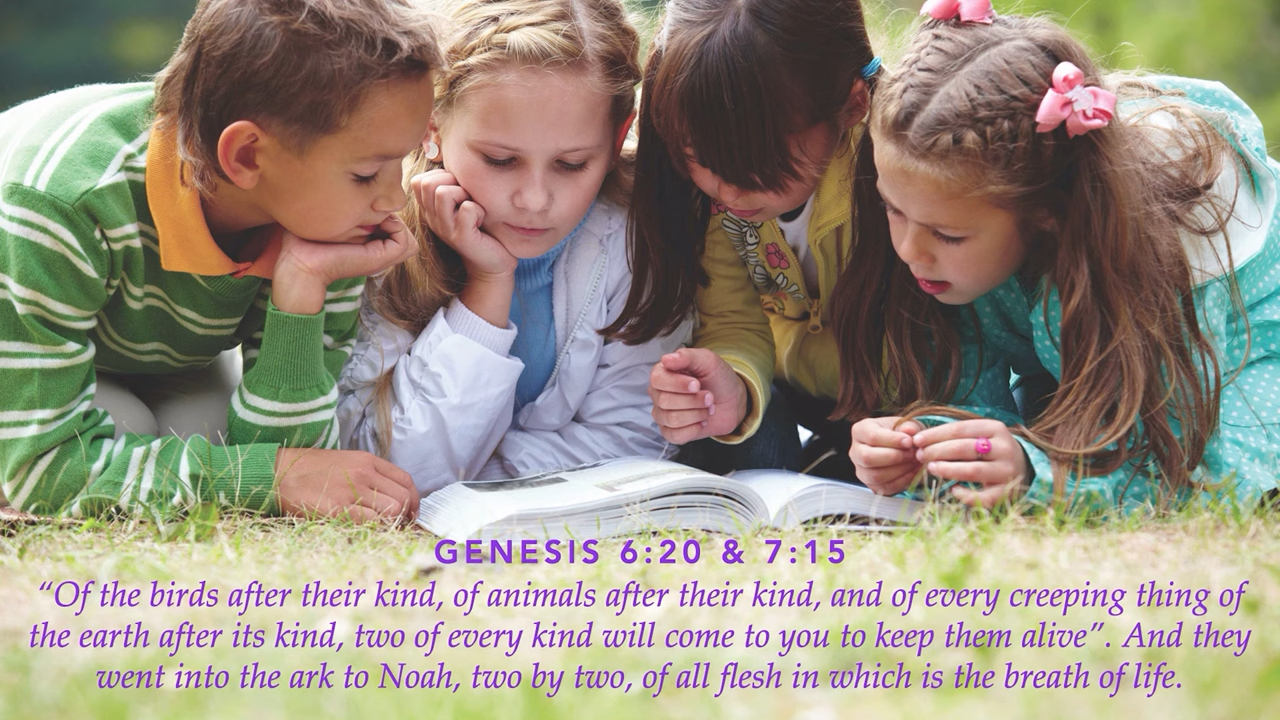 GENESIS 6:20 & 7:15
“Of the birds after their kind, of animals after their kind, and of every creeping thing of
the earth after its kind, two of every kind will come to you to keep them alive”. And they
went into the ark to Noah, two by two, of all flesh in which is the breath of life.